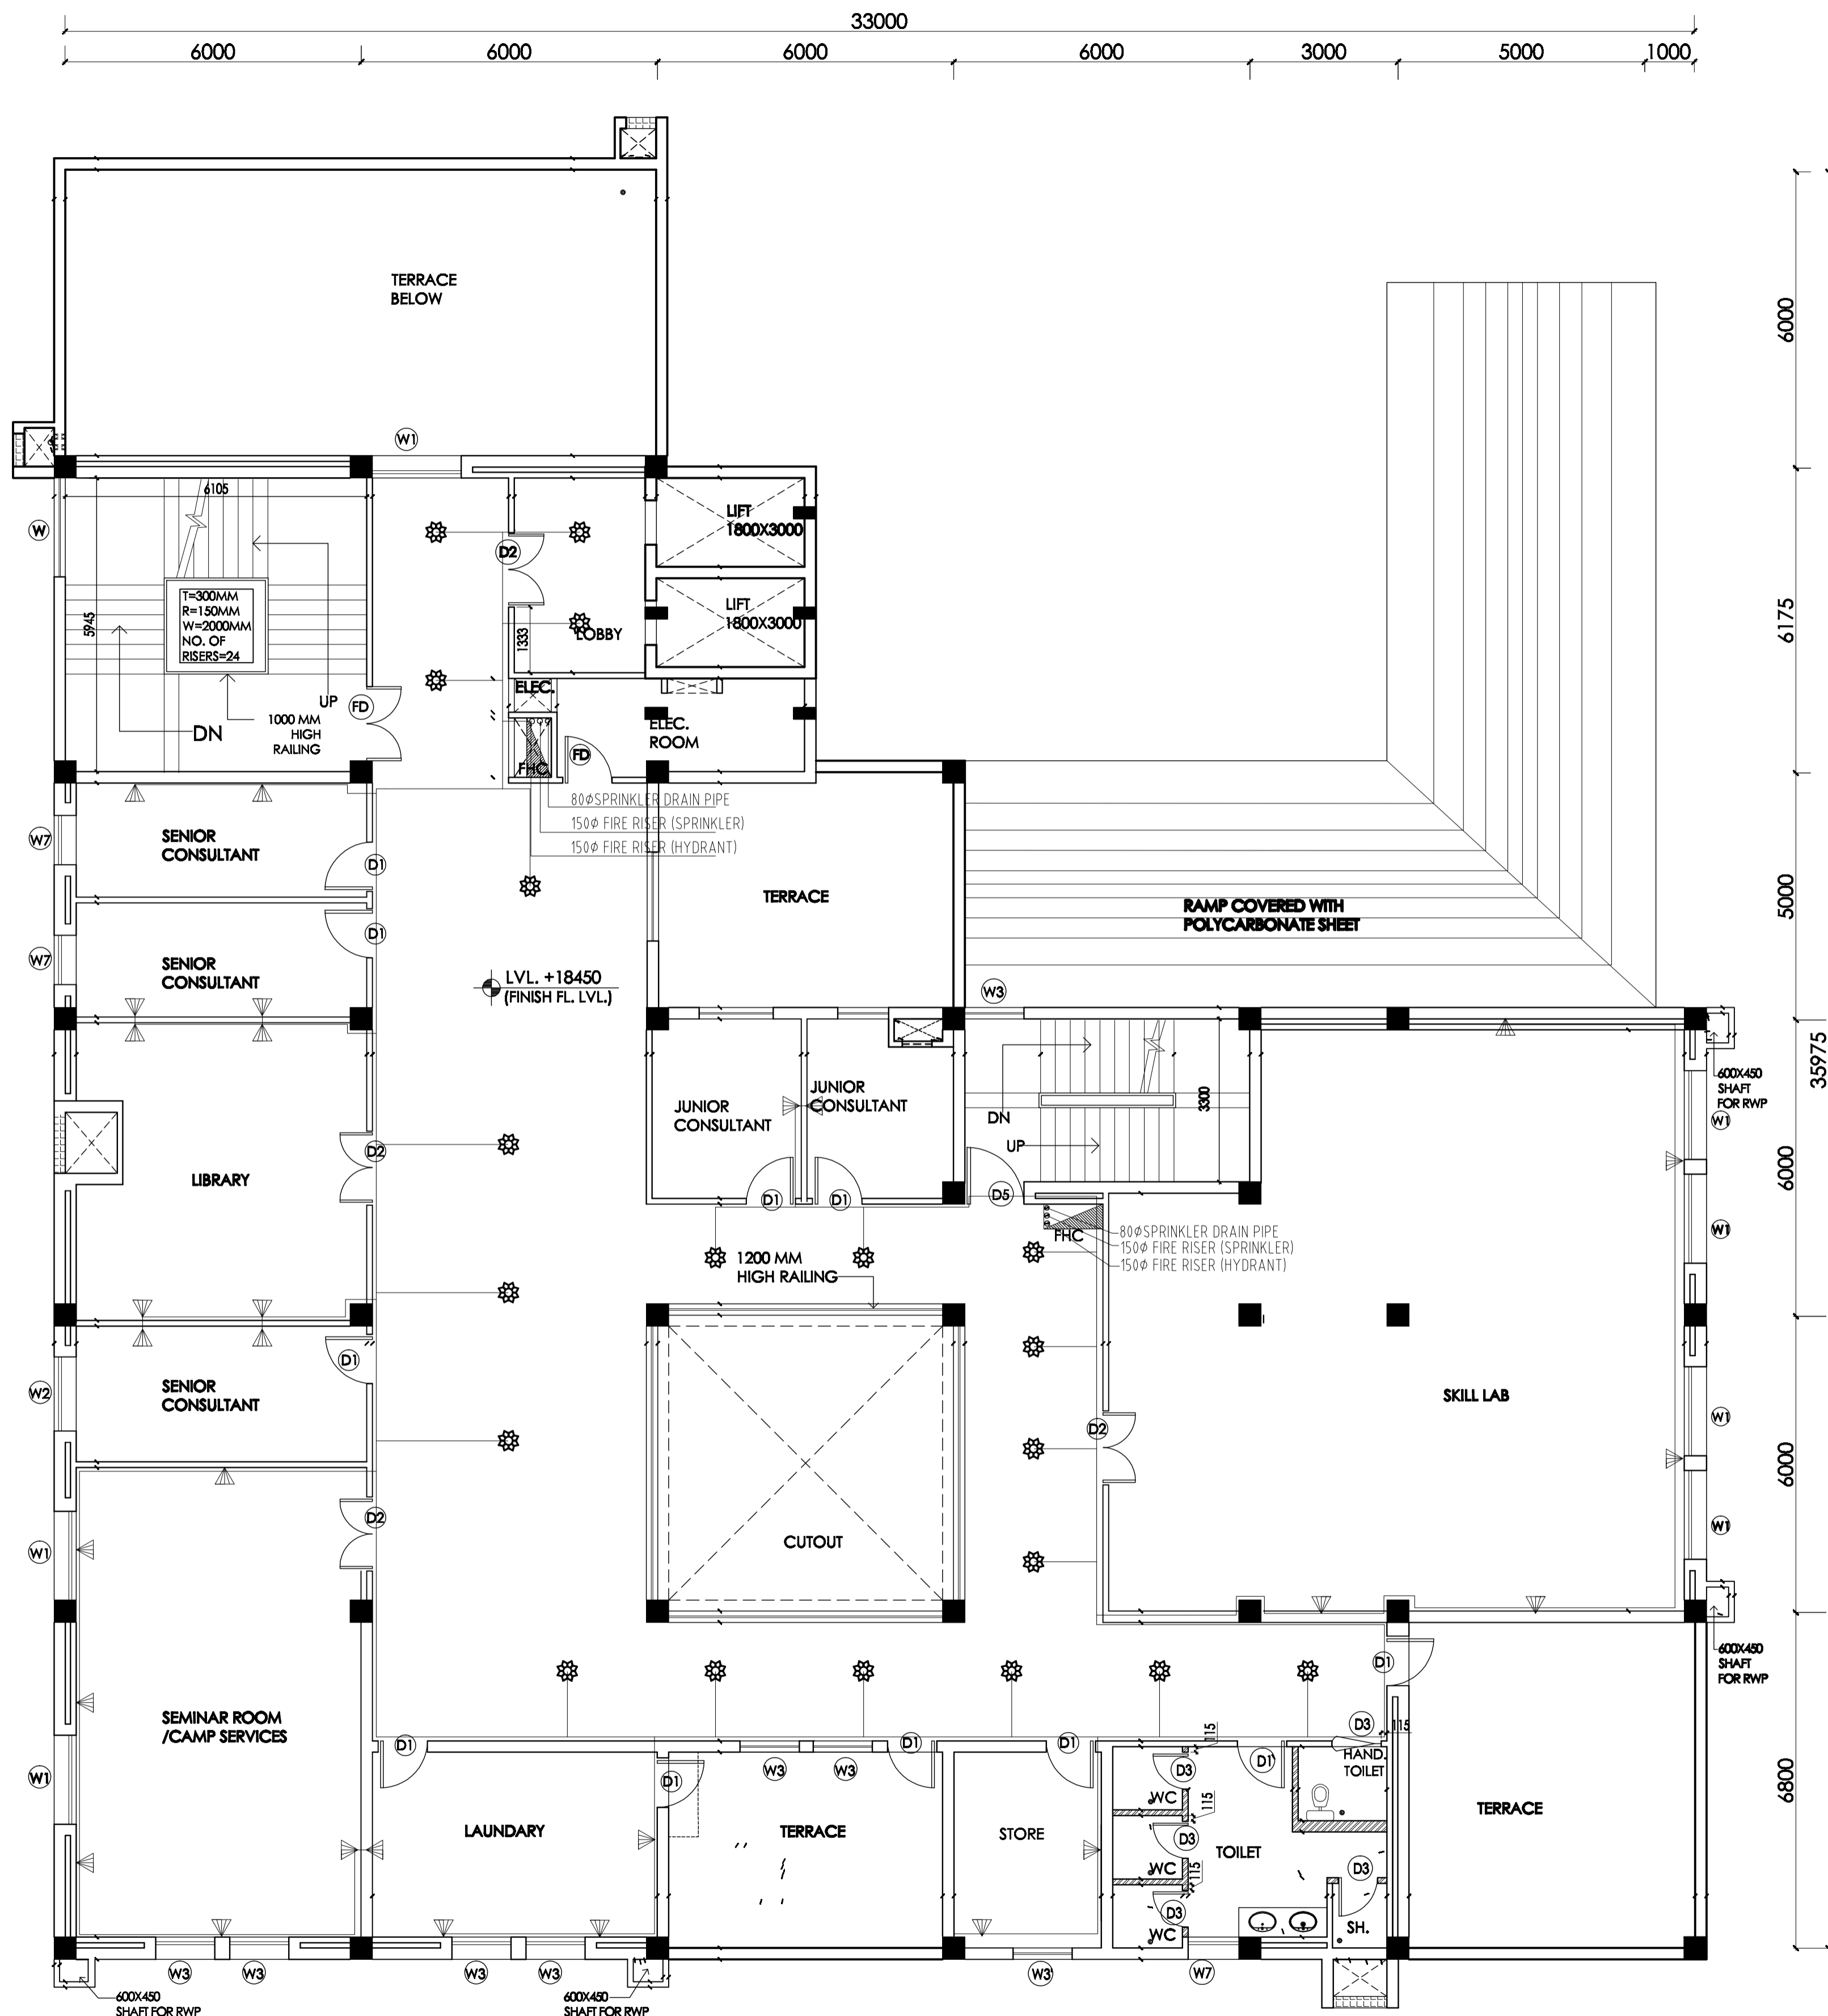 33000
6000
6000
6000
6000
3000
5000
1000
TERRACE
BELOW
6000
W1
6105
W
LIFT
1800X3000
D2
T=300MM
R=150MM
W=2000MM
NO. OF
RISERS=24
5945
LIFT
1800X3000
LOBBY
1333
6175
ELEC.
UP
FD
1000 MM
HIGH
RAILING
DN
ELEC.
ROOM
FD
FHC
80ϕSPRINKLER DRAIN PIPE
150ϕ FIRE RISER (SPRINKLER)
150ϕ FIRE RISER (HYDRANT)
SENIOR
CONSULTANT
W7
D1
TERRACE
5000
RAMP COVERED WITH
POLYCARBONATE SHEET
D1
W7
SENIOR
CONSULTANT
LVL. +18450
(FINISH FL. LVL.)
W3
35975
600X450
SHAFT
FOR RWP
W1
JUNIOR
CONSULTANT
JUNIOR
CONSULTANT
3300
DN
UP
D2
LIBRARY
6000
D1
D1
D5
FHC
80ϕSPRINKLER DRAIN PIPE
150ϕ FIRE RISER (SPRINKLER)
150ϕ FIRE RISER (HYDRANT)
W1
1200 MM
HIGH RAILING
D1
W2
SENIOR
CONSULTANT
SKILL LAB
W1
D2
6000
D2
W1
CUTOUT
W1
600X450
SHAFT
FOR RWP
D1
SEMINAR ROOM
/CAMP SERVICES
W1
D1
D1
D1
D1
D3
115
115
HAND.
TOILET
D1
W3
W3
D3
WC
115
6800
LAUNDARY
TERRACE
STORE
D3
TOILET
TERRACE
WC
115
D3
D3
WC
SH.
W3
W3
W3
W3
W3
W7
600X450
SHAFT FOR RWP
600X450
SHAFT FOR RWP